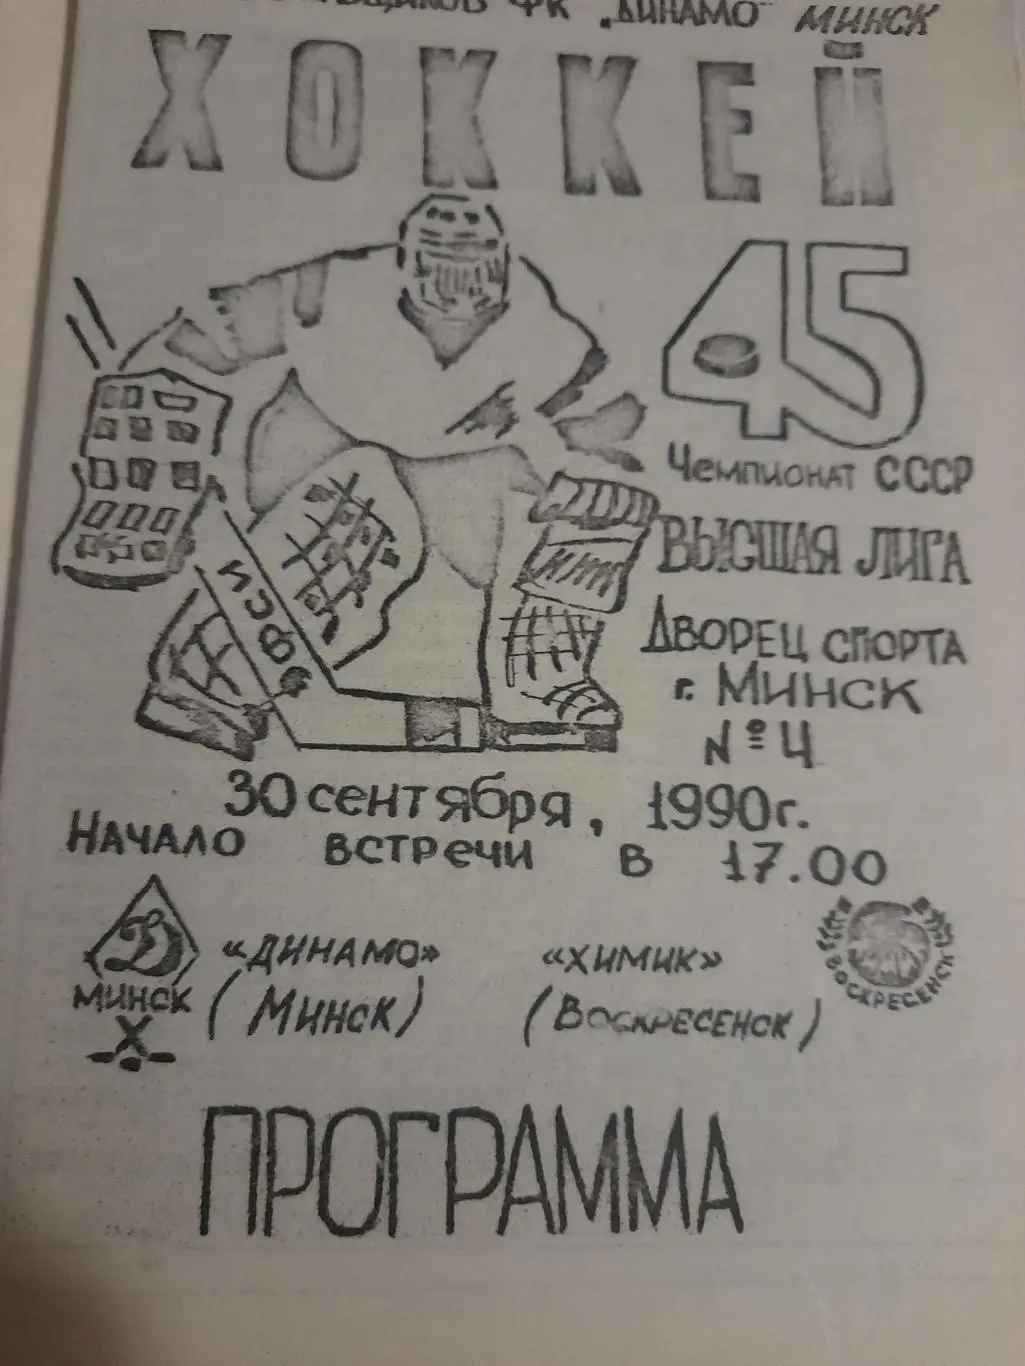 ФК „ДИНАМО" МИНСК
ХОККЕЙ
45
Чемпионат СССР
ВЫСШАЯ ЛИГА
ДВОРЕЦ СПОРТА
г. МИНСК
№ 4
30 сентября, 1990г.
НАЧАЛО ВСТРЕЧИ В 17.00
Д
МИНСК
Х
«ДИНАМО» «ХИМИК»
(МИНСК) (ВОСКРЕСЕНСК)
ВОСКРЕСЕНСК
ПРОГРАММА